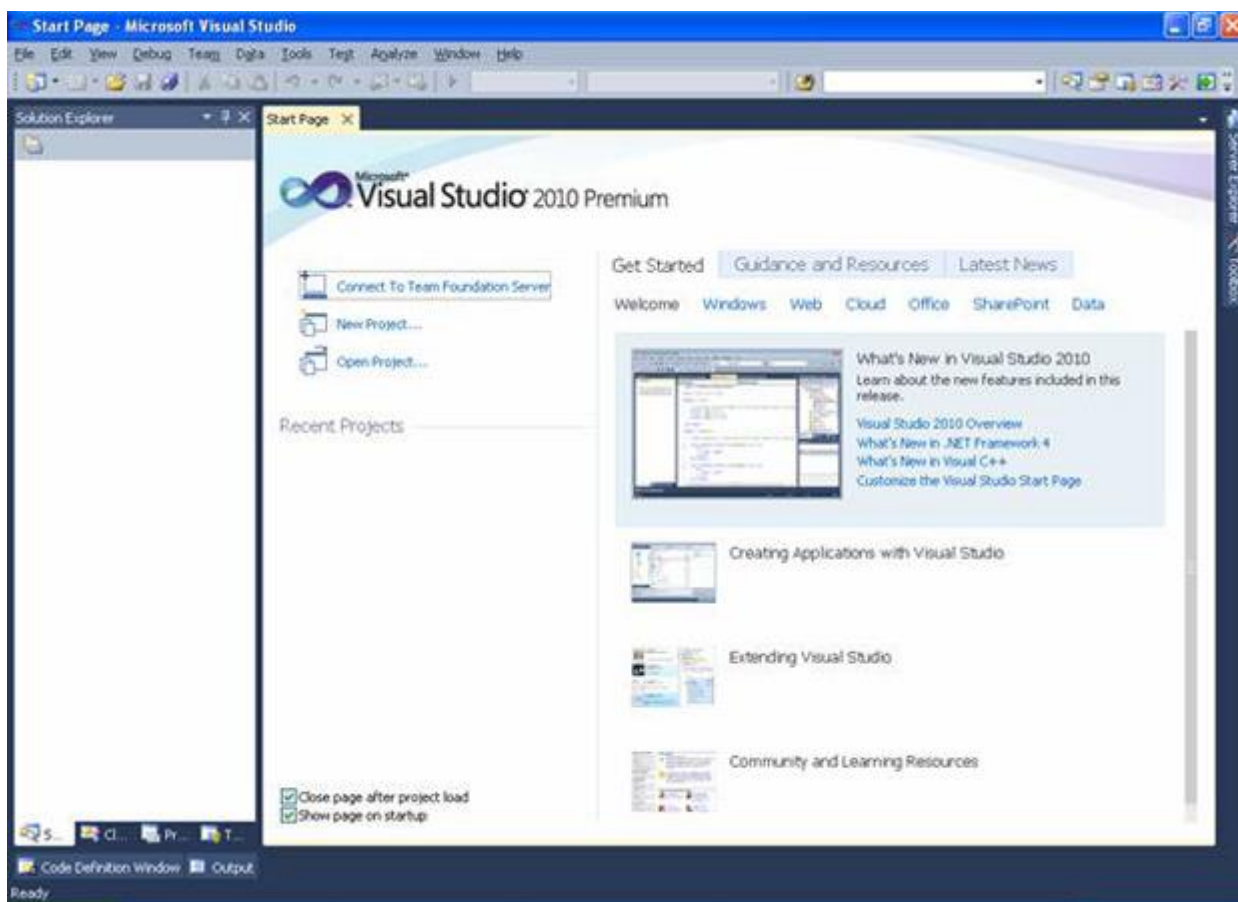 Start Page - Microsoft Visual Studio
File Edit View Debug Team Data Tools Test Analyze Window Help
Solution Explorer
Start Page
Server Explorer
Toolbox
Microsoft®
Visual Studio® 2010 Premium
Connect To Team Foundation Server
New Project...
Open Project...
Recent Projects
Close page after project load
Show page on startup
Get Started Guidance and Resources Latest News
Welcome Windows Web Cloud Office SharePoint Data
What's New in Visual Studio 2010
Learn about the new features included in this
release.
Visual Studio 2010 Overview
What's New in .NET Framework 4
What's New in Visual C++
Customize the Visual Studio Start Page
Creating Applications with Visual Studio
Extending Visual Studio
Community and Learning Resources
S... Cl... Pr... T...
Code Definition Window Output
Ready